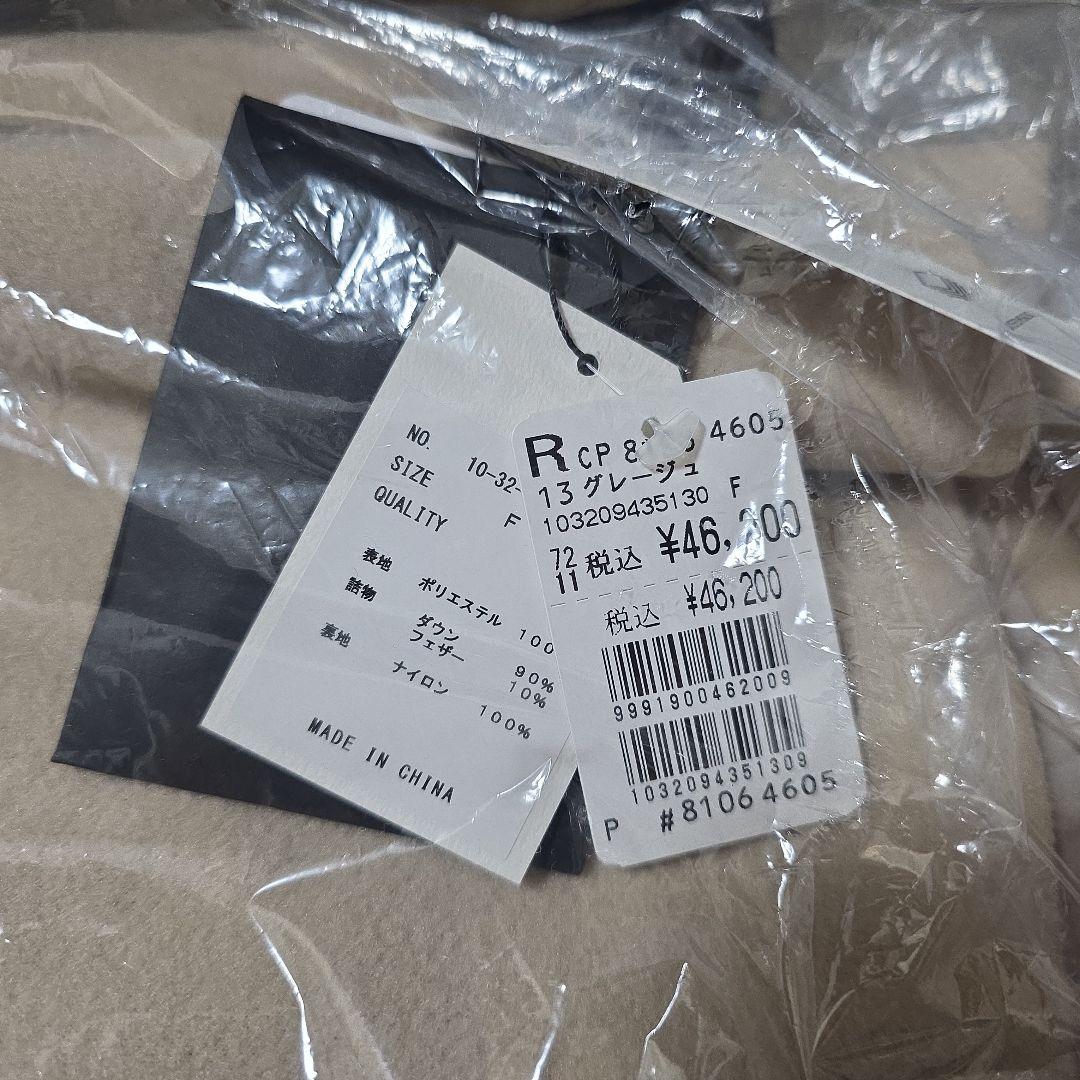 NO. 10-32-
SIZE F
QUALITY
表地 ポリエステル 100
詰物 ダウン 90%
フェザー 10%
裏地 ナイロン 100%
MADE IN CHINA
R CP 4605
13グレージュ
103209435130 F
72
11 税込 ¥46,200
税込 ¥46,200
9991900462009
1032094351309
P #8106 4605